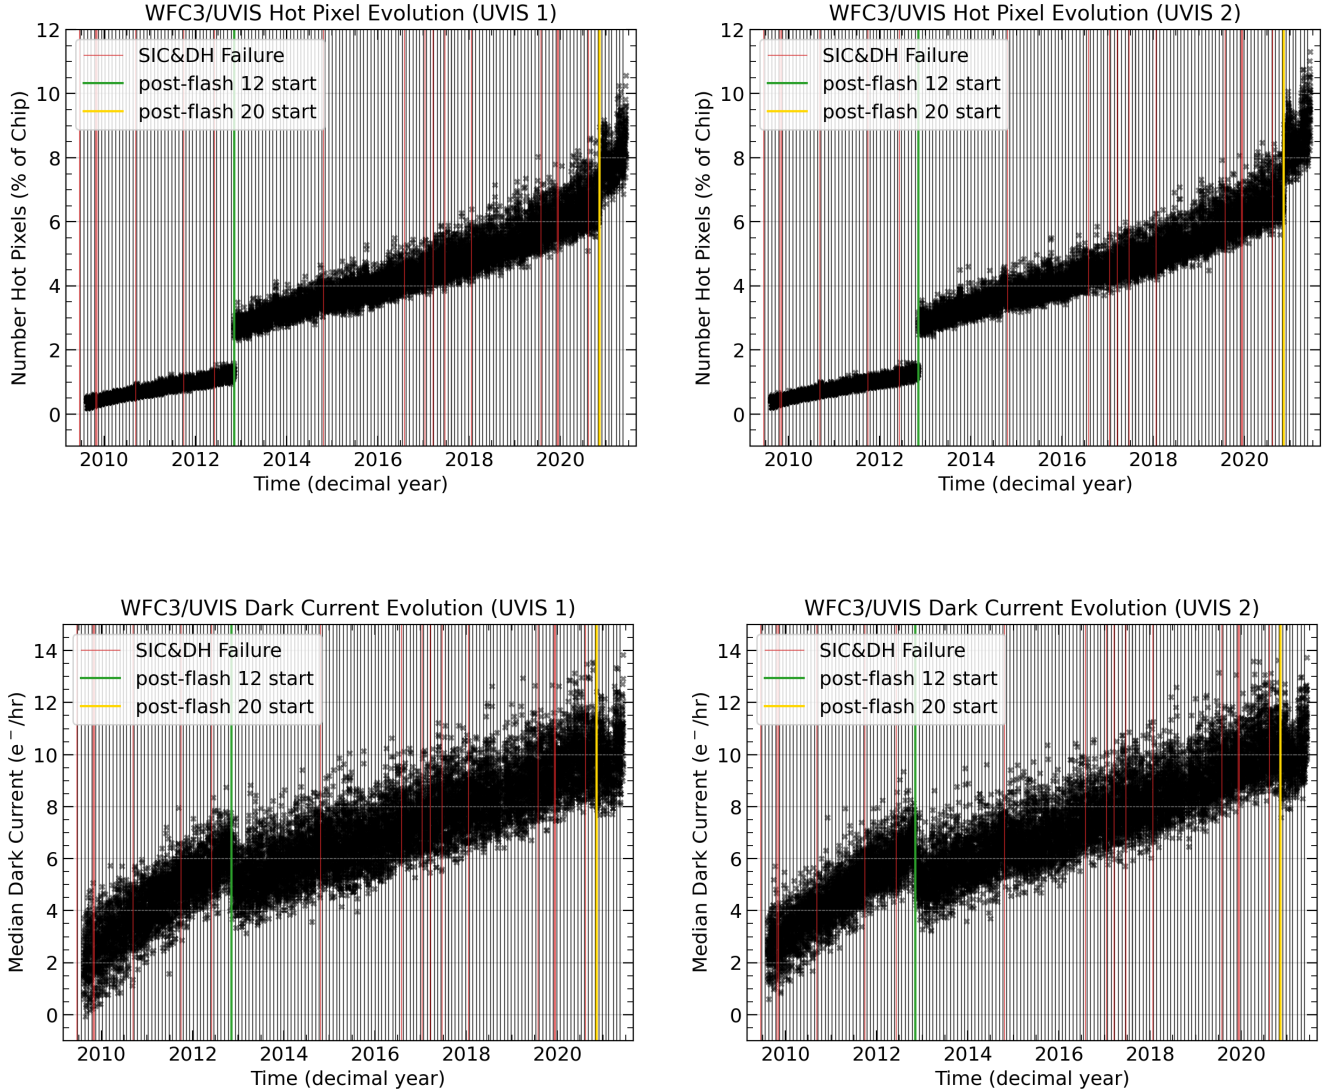 WFC3/UVIS Hot Pixel Evolution (UVIS 1)
12
10
8
6
4
2
0
Number Hot Pixels (% of Chip)
SIC&DH Failure
post-flash 12 start
post-flash 20 start
2010 2012 2014 2016 2018 2020
Time (decimal year)
WFC3/UVIS Hot Pixel Evolution (UVIS 2)
12
10
8
6
4
2
0
Number Hot Pixels (% of Chip)
SIC&DH Failure
post-flash 12 start
post-flash 20 start
2010 2012 2014 2016 2018 2020
Time (decimal year)
WFC3/UVIS Dark Current Evolution (UVIS 1)
14
12
10
8
6
4
2
0
Median Dark Current (e⁻/hr)
SIC&DH Failure
post-flash 12 start
post-flash 20 start
2010 2012 2014 2016 2018 2020
Time (decimal year)
WFC3/UVIS Dark Current Evolution (UVIS 2)
14
12
10
8
6
4
2
0
Median Dark Current (e⁻/hr)
SIC&DH Failure
post-flash 12 start
post-flash 20 start
2010 2012 2014 2016 2018 2020
Time (decimal year)